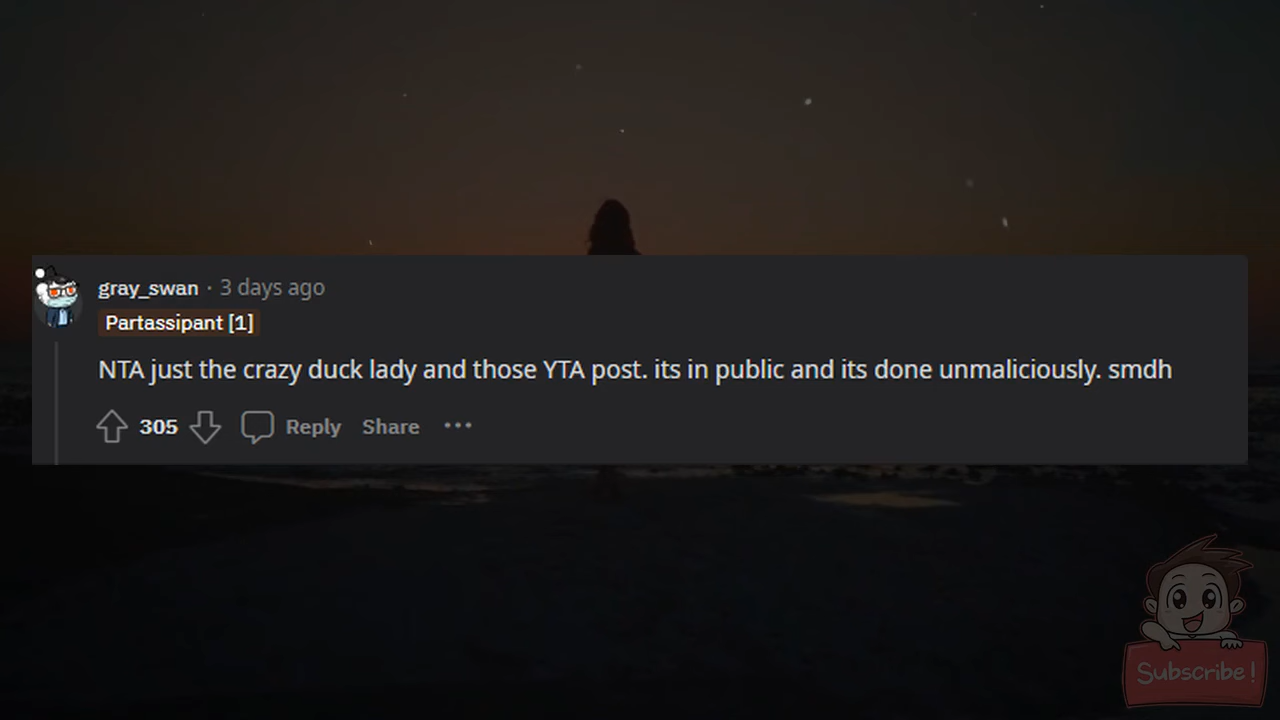 gray_swan · 3 days ago
Partassipant [1]
NTA just the crazy duck lady and those YTA post. its in public and its done unmaliciously. smdh
305 Reply Share ···
Subscribe!